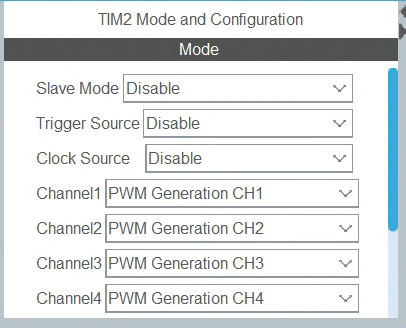 TIM2 Mode and Configuration
Mode
Slave Mode Disable
Trigger Source Disable
Clock Source Disable
Channel1 PWM Generation CH1
Channel2 PWM Generation CH2
Channel3 PWM Generation CH3
Channel4 PWM Generation CH4